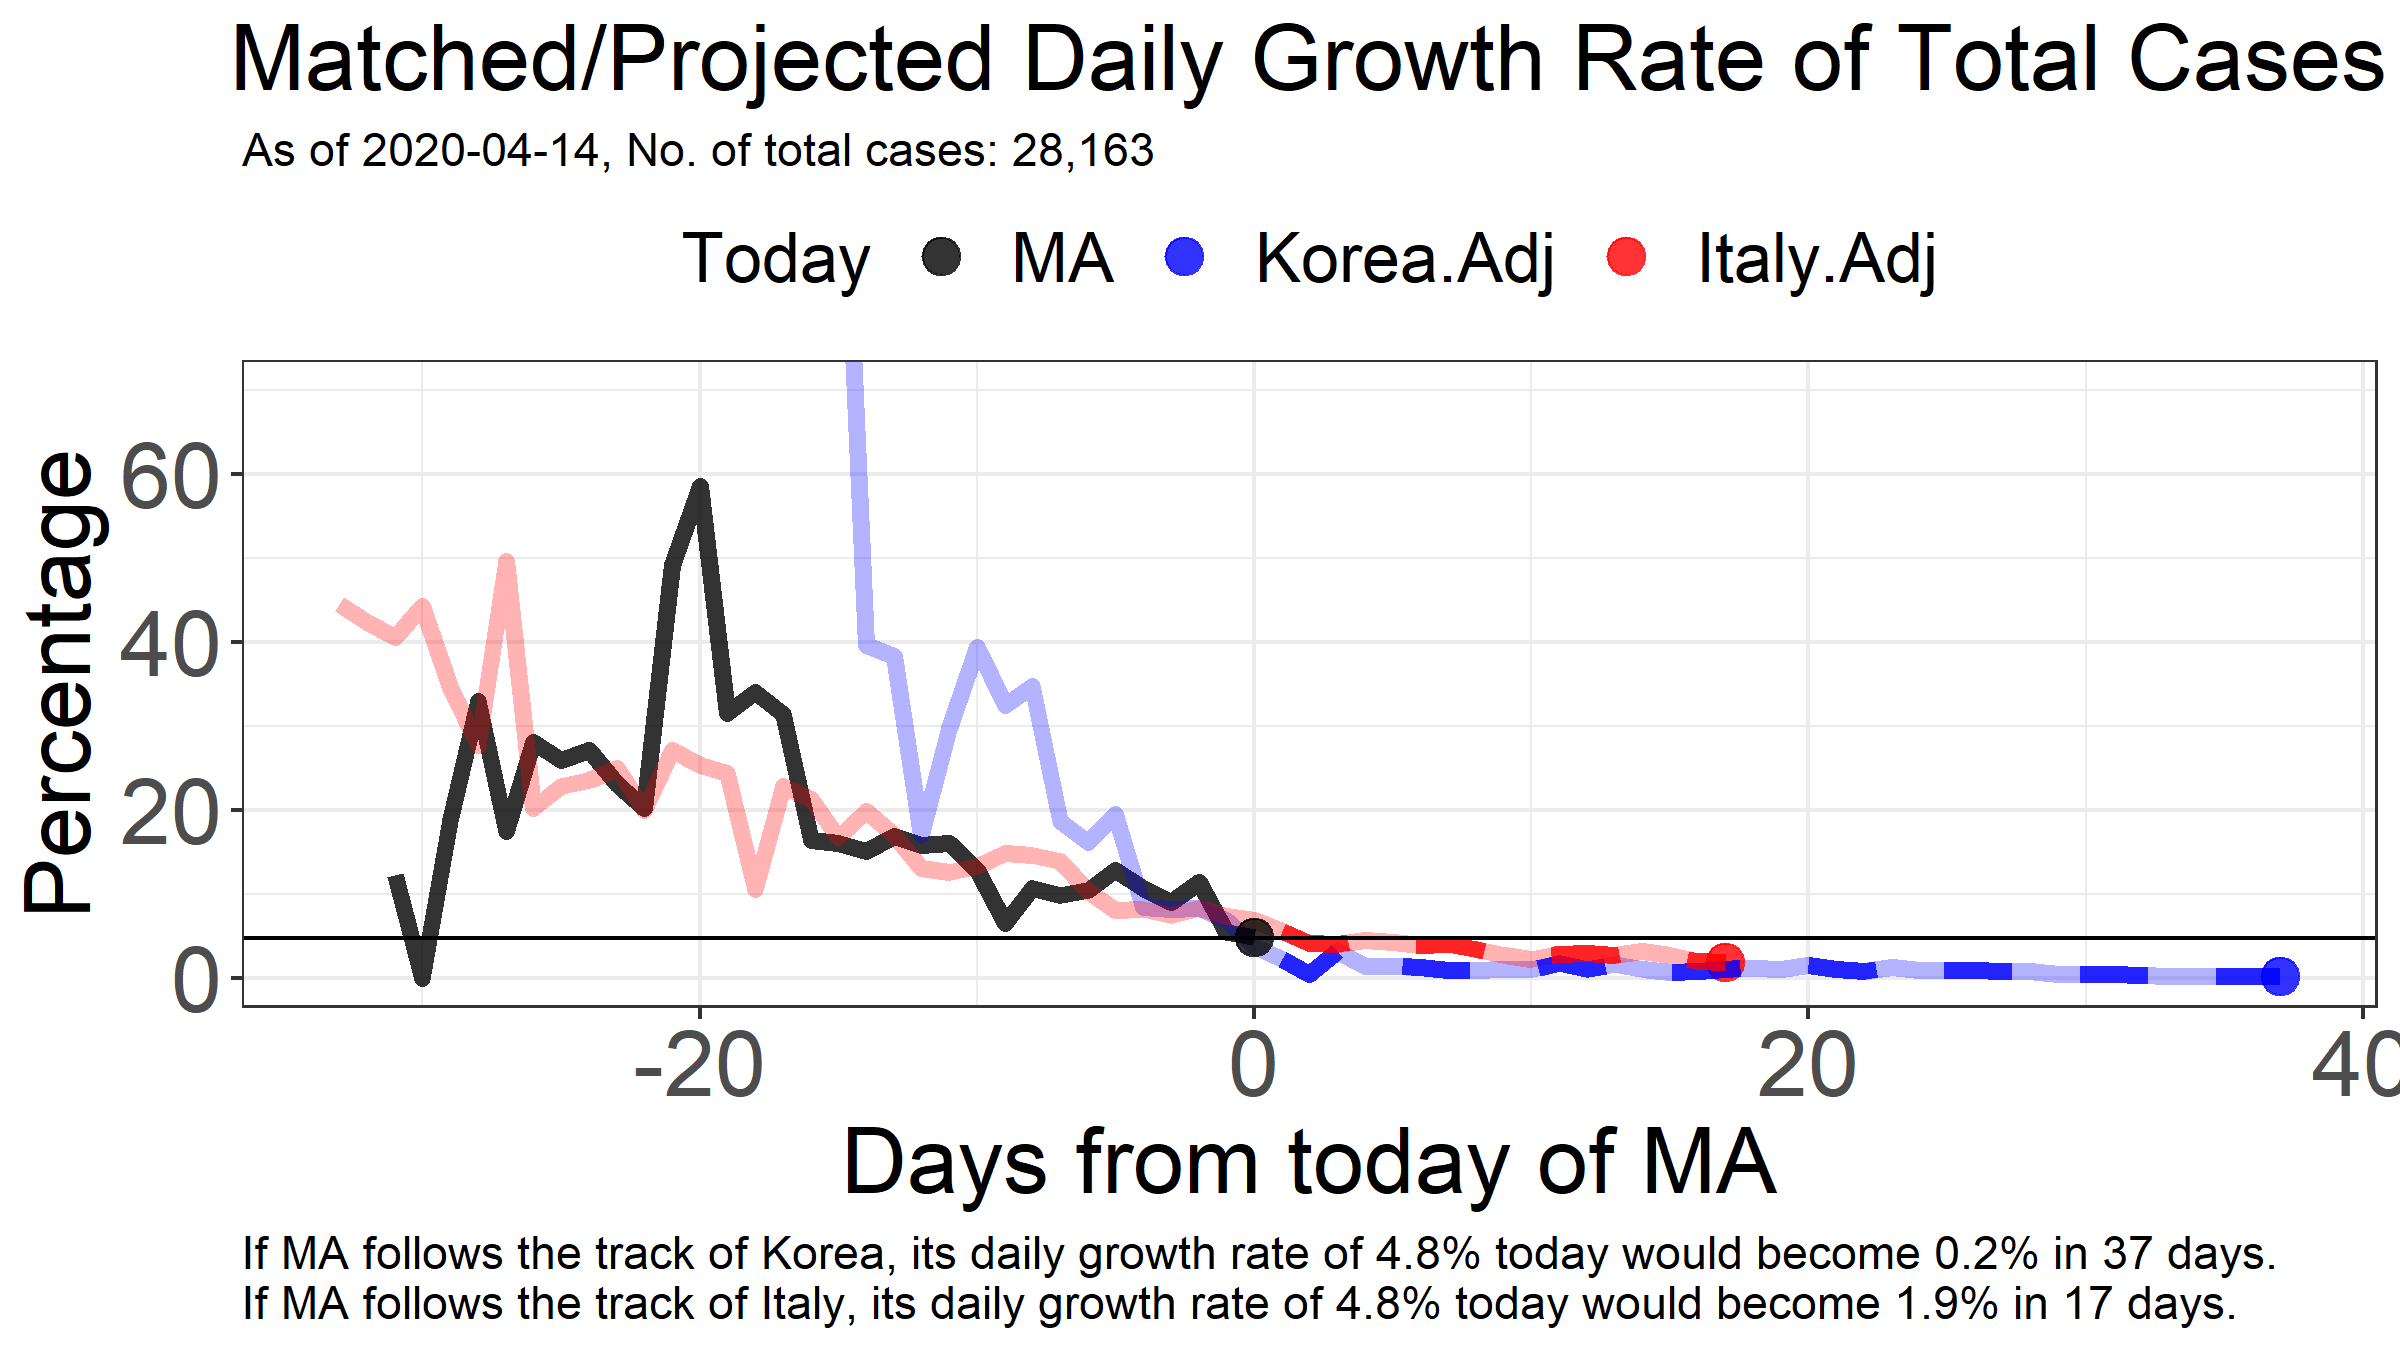 Matched/Projected Daily Growth Rate of Total Cases
As of 2020-04-14, No. of total cases: 28,163
Today MA Korea.Adj Italy.Adj
Percentage
60
40
20
0
-20 0 20 40
Days from today of MA
If MA follows the track of Korea, its daily growth rate of 4.8% today would become 0.2% in 37 days.
If MA follows the track of Italy, its daily growth rate of 4.8% today would become 1.9% in 17 days.